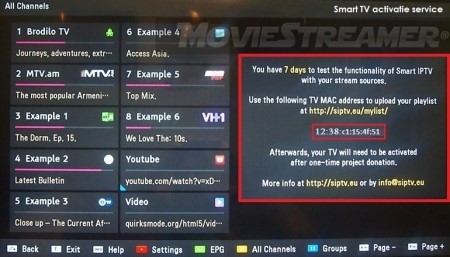 All Channels
Smart TV activatie service
MOVIESTREAMER®
1 Brodilo TV
Journeys, adventures, extr···
2 MTV.am
MTV
The most popular Armeni···
3 Example 1
The Dorm, Ep. 15.
4 Example 2
Latest Bulletin
5 Example 3
Close up – The Current Af···
6 Example 4
Access Asia.
7 Example 5
Top Mix.
8 Example 6
VH1
We Love The: 10s.
Youtube
youtube.com/watch?v=xD···
Video
quirksmode.org/html5/vid···
You have 7 days to test the functionality of Smart IPTV
with your stream sources.
Use the following TV MAC address to upload your playlist
at http://siptv.eu/mylist/
12:38:c1:15:4f:51
Afterwards, your TV will need to be activated
after one-time project donation.
More info at http://siptv.eu or by info@siptv.eu
Back
Exit
Help
Settings
EPG
All Channels
Groups
Page -
Page +